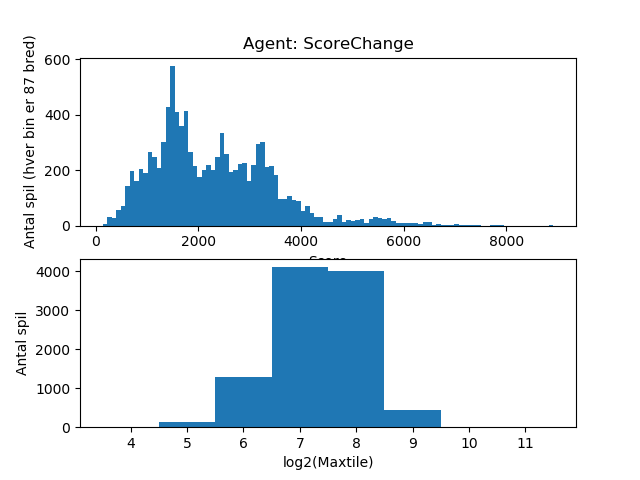 Agent: ScoreChange
Antal spil (hver bin er 87 bred)
600
400
200
0
0 2000 4000 6000 8000
Score
Antal spil
4000
3000
2000
1000
0
4 5 6 7 8 9 10 11
log2(Maxtile)